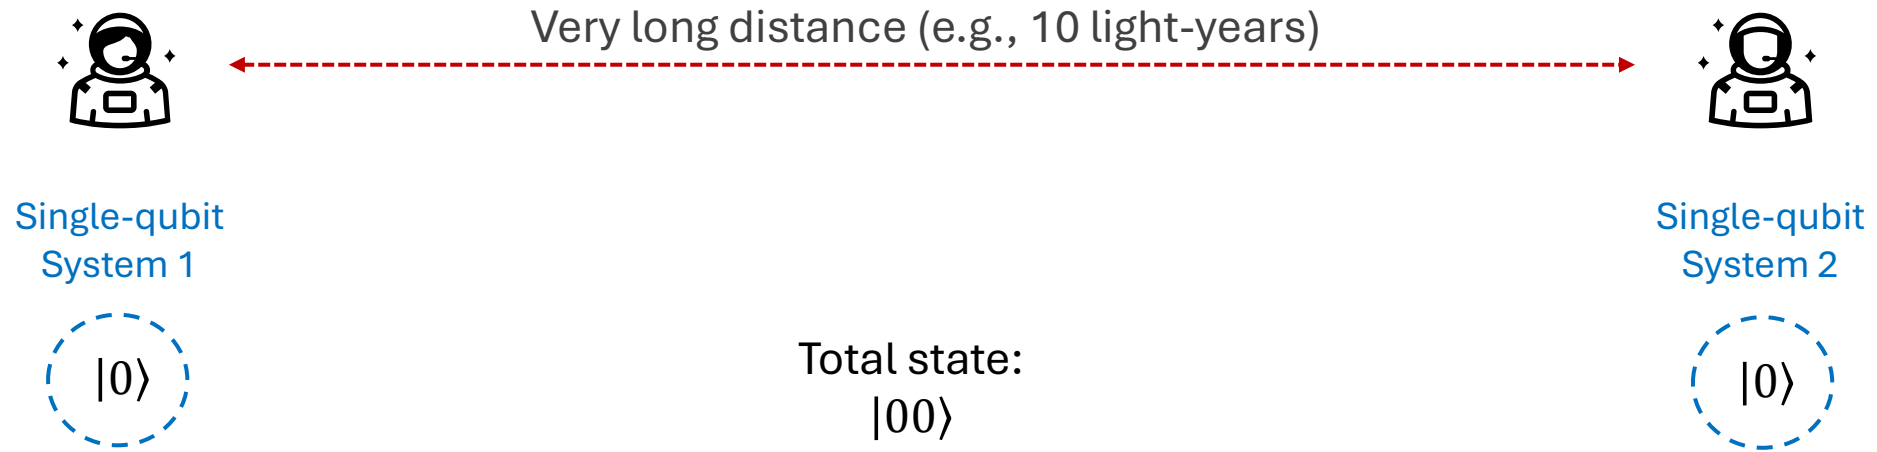 Very long distance (e.g., 10 light-years)
Single-qubit
System 1
|0⟩
Total state:
|00⟩
Single-qubit
System 2
|0⟩